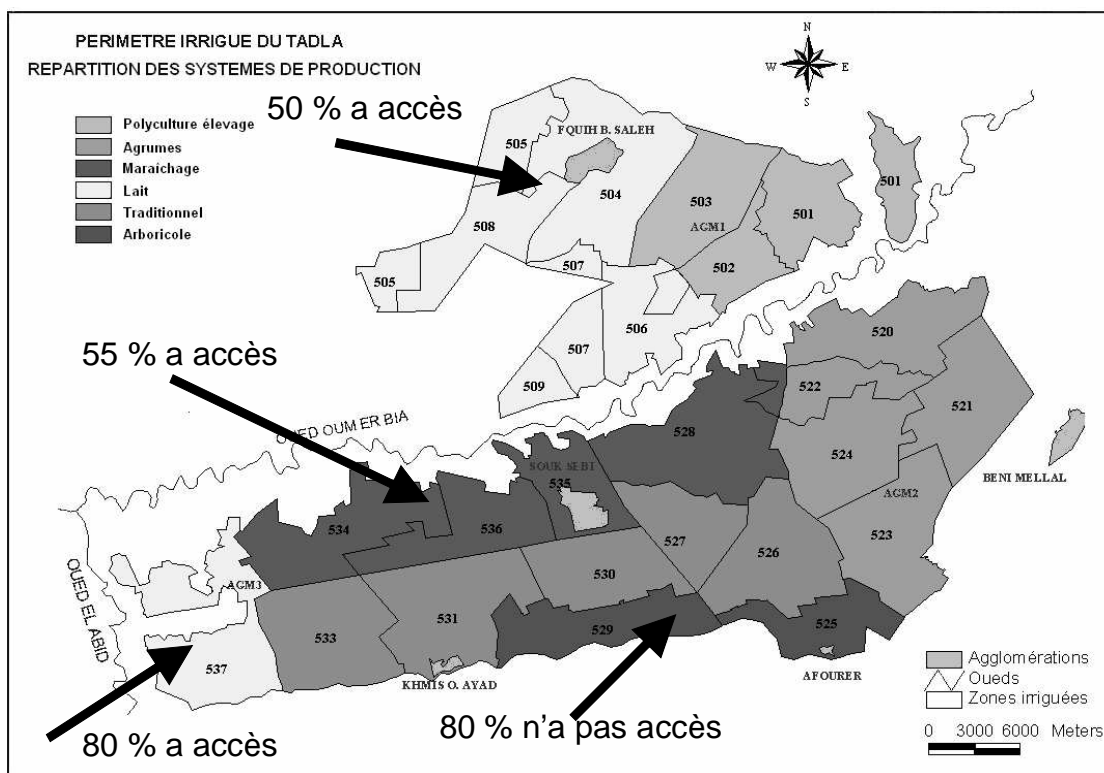 PERIMETRE IRRIGUE DU TADLA
REPARTITION DES SYSTEMES DE PRODUCTION
Polyculture élevage
Agrumes
Maraichage
Lait
Traditionnel
Arboricole
N
W E
S
50 % a accès
FQUIH B. SALEH
505
504
503
501
501
AGM1
508
502
507
505
506
507
509
55 % a accès
520
522
521
528
OUED OUM ER BIA
524
SOUK SEBT
535
BENI MELLAL
AGM2
534
536
523
527
526
530
OUED EL ABID
AGM3
531
533
529
525
537
KHMIS O. AYAD
AFOURER
80 % a accès
80 % n'a pas accès
Agglomérations
Oueds
Zones irriguées
0 3000 6000 Meters